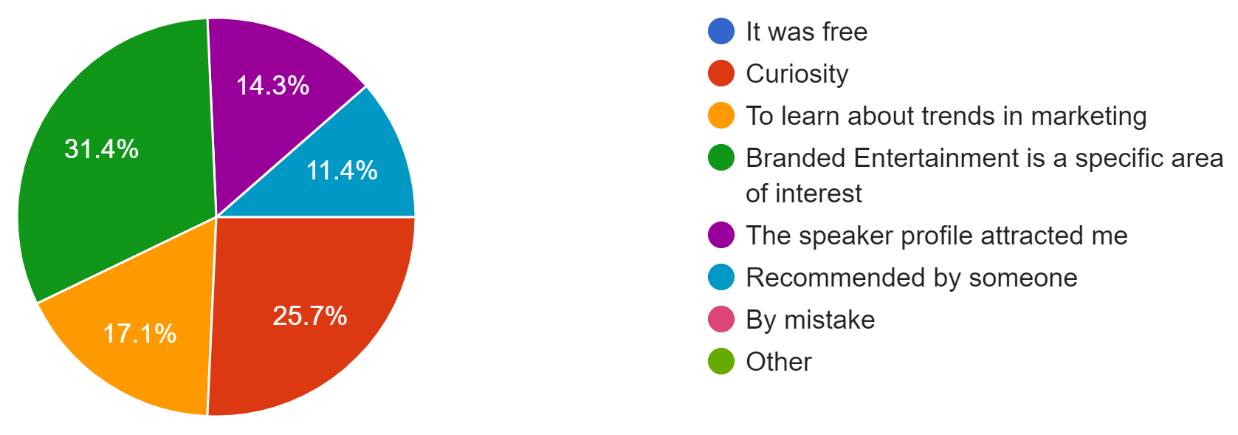 14.3%
31.4%
11.4%
25.7%
17.1%
It was free
Curiosity
To learn about trends in marketing
Branded Entertainment is a specific area
of interest
The speaker profile attracted me
Recommended by someone
By mistake
Other